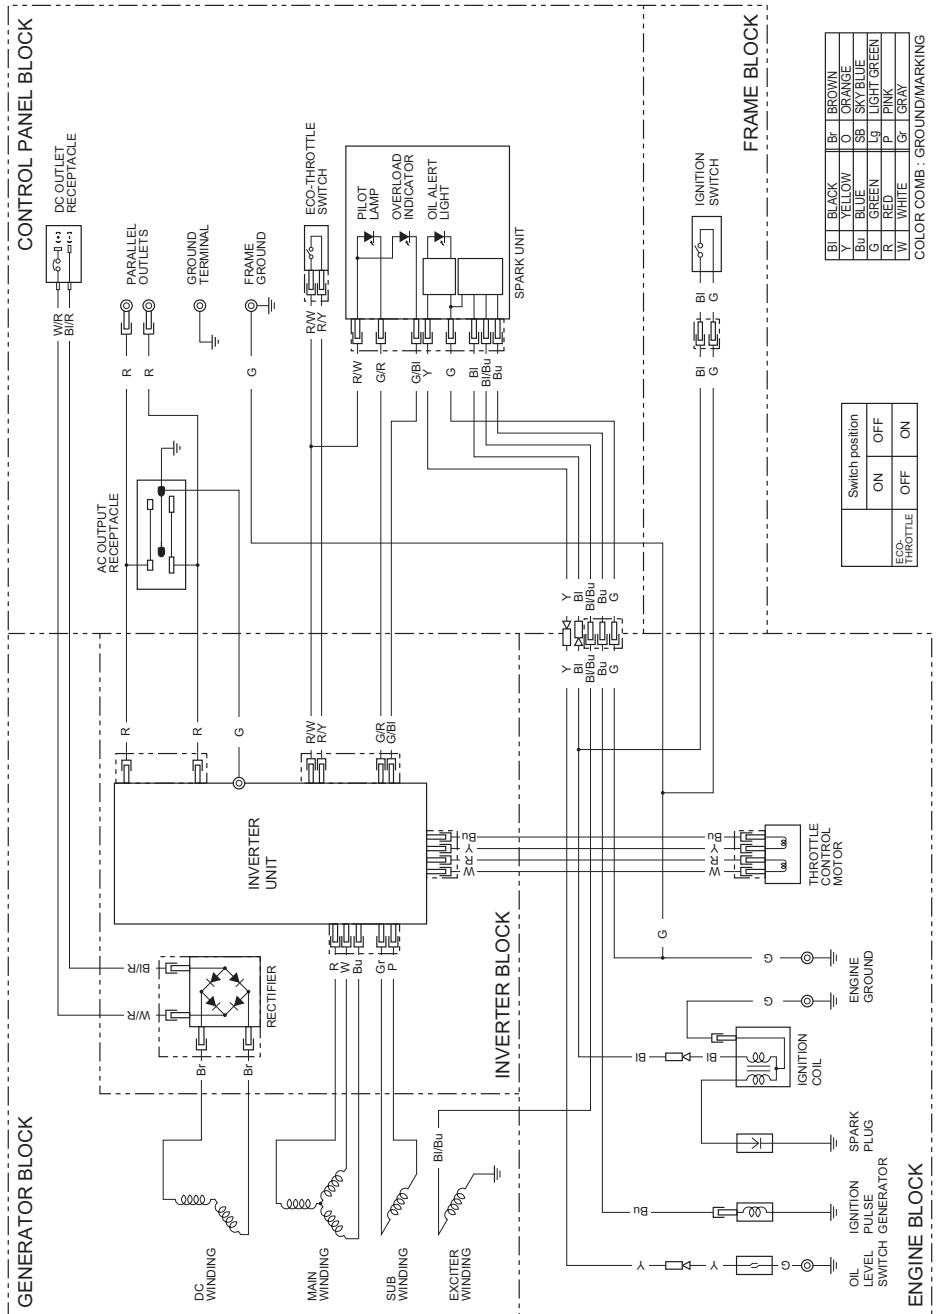 GENERATOR BLOCK
CONTROL PANEL BLOCK
DC OUTLET
RECEPTACLE
W/R
Bl/R
(+)
(-)
PARALLEL
OUTLETS
R
R
GROUND
TERMINAL
FRAME
GROUND
G
AC OUTPUT
RECEPTACLE
ECO-THROTTLE
SWITCH
R/W
R/Y
PILOT
LAMP
OVERLOAD
INDICATOR
OIL ALERT
LIGHT
SPARK UNIT
R/W
G/R
G/Bl
Y
G
Bl
Bl/Bu
Bu
FRAME BLOCK
IGNITION
SWITCH
Bl
G
Bl
G
Y
Bl
Bl/Bu
Bu
G
Y
Bl
Bl/Bu
Bu
G
R
R
G
R/W
R/Y
G/R
G/Bl
INVERTER
UNIT
Bu
Y
R
W
Bu
Y
R
W
THROTTLE
CONTROL
MOTOR
R
W
Bu
Gr
P
INVERTER BLOCK
W/R
Bl/R
RECTIFIER
Br
Br
DC
WINDING
MAIN
WINDING
SUB
WINDING
EXCITER
WINDING
Bl/Bu
G
G
ENGINE
GROUND
G
Bl
Bl
IGNITION
COIL
SPARK
PLUG
Bu
IGNITION
PULSE
GENERATOR
Y
Y
G
OIL
LEVEL
SWITCH
ENGINE BLOCK
Bl BLACK Br BROWN
Y YELLOW O ORANGE
Bu BLUE SB SKY BLUE
G GREEN Lg LIGHT GREEN
R RED P PINK
W WHITE Gr GRAY
COLOR COMB : GROUND/MARKING
Switch position
ON OFF
ECO-
THROTTLE
OFF ON